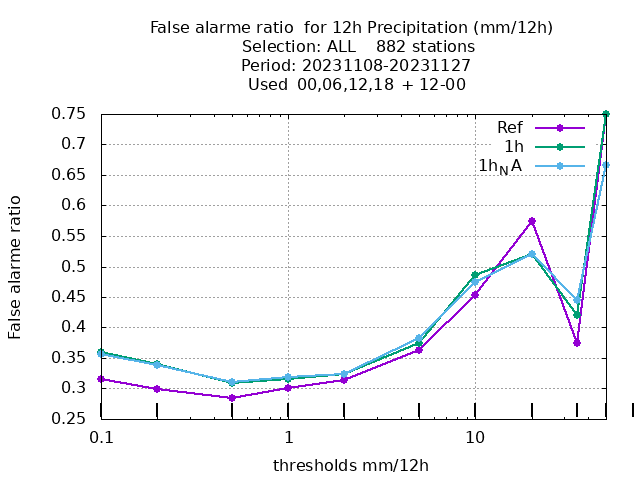 False alarme ratio  for 12h Precipitation (mm/12h)
Selection: ALL    882 stations
Period: 20231108-20231127
Used  00,06,12,18  + 12-00
Ref
1h
1h_NA
0.75
0.7
0.65
0.6
0.55
0.5
0.45
0.4
0.35
0.3
0.25
False alarme ratio
0.1
1
10
thresholds mm/12h